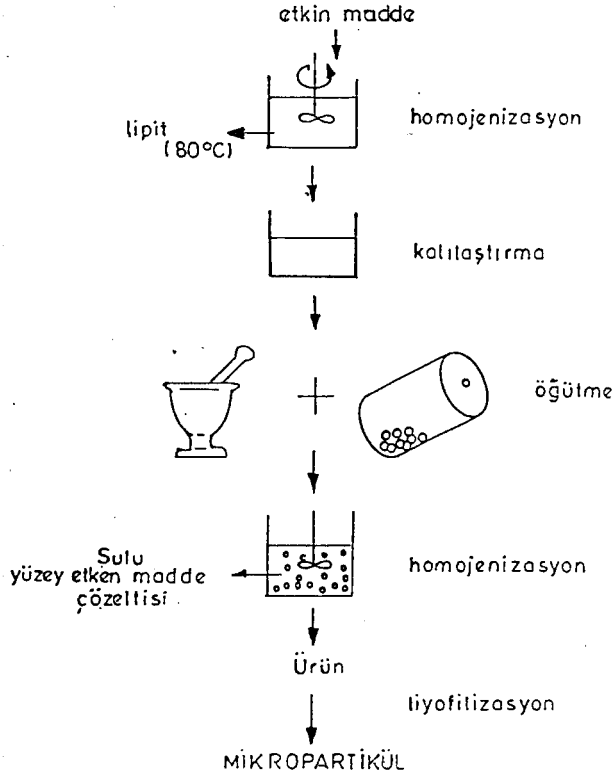 etkin madde
homojenizasyon
lipit
(80°C)
katılaştırma
öğütme
homojenizasyon
Sulu
yüzey etken madde
çözeltisi
Ürün
liyofilizasyon
MİKROPARTİKÜL